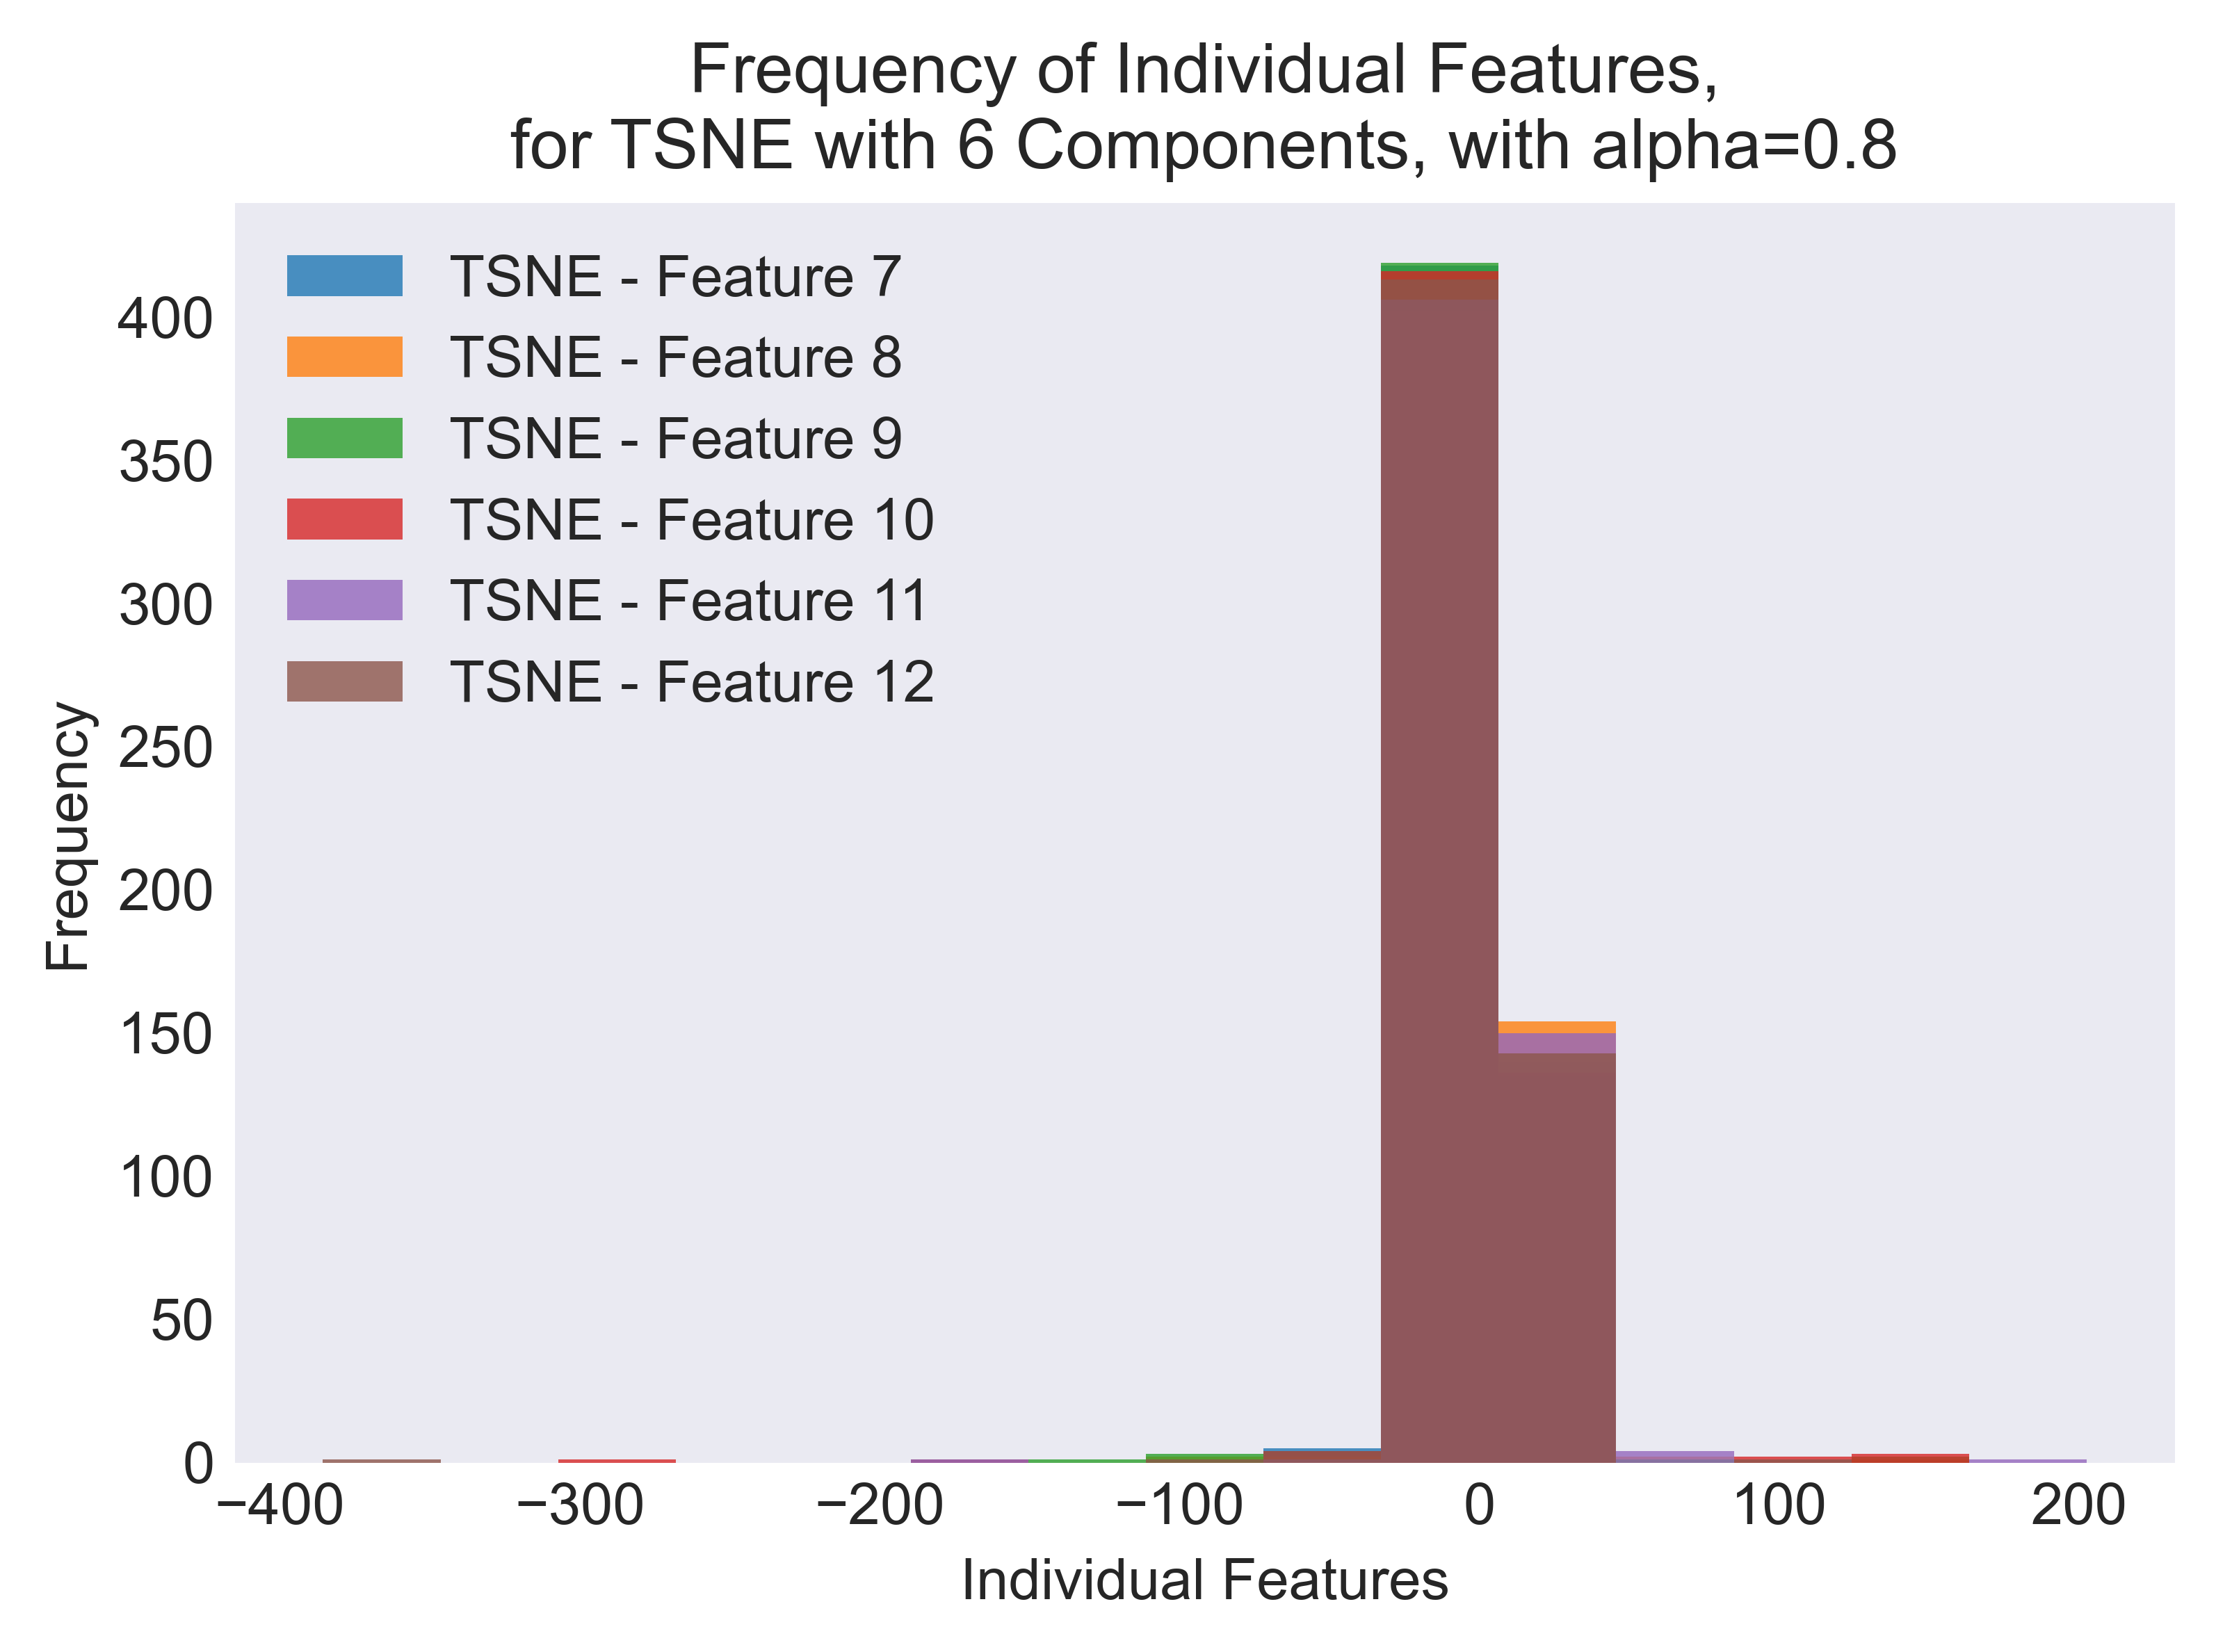 Frequency of Individual Features,
for TSNE with 6 Components, with alpha=0.8
TSNE - Feature 7
TSNE - Feature 8
TSNE - Feature 9
TSNE - Feature 10
TSNE - Feature 11
TSNE - Feature 12
Frequency
400
350
300
250
200
150
100
50
0
−400 −300 −200 −100 0 100 200
Individual Features